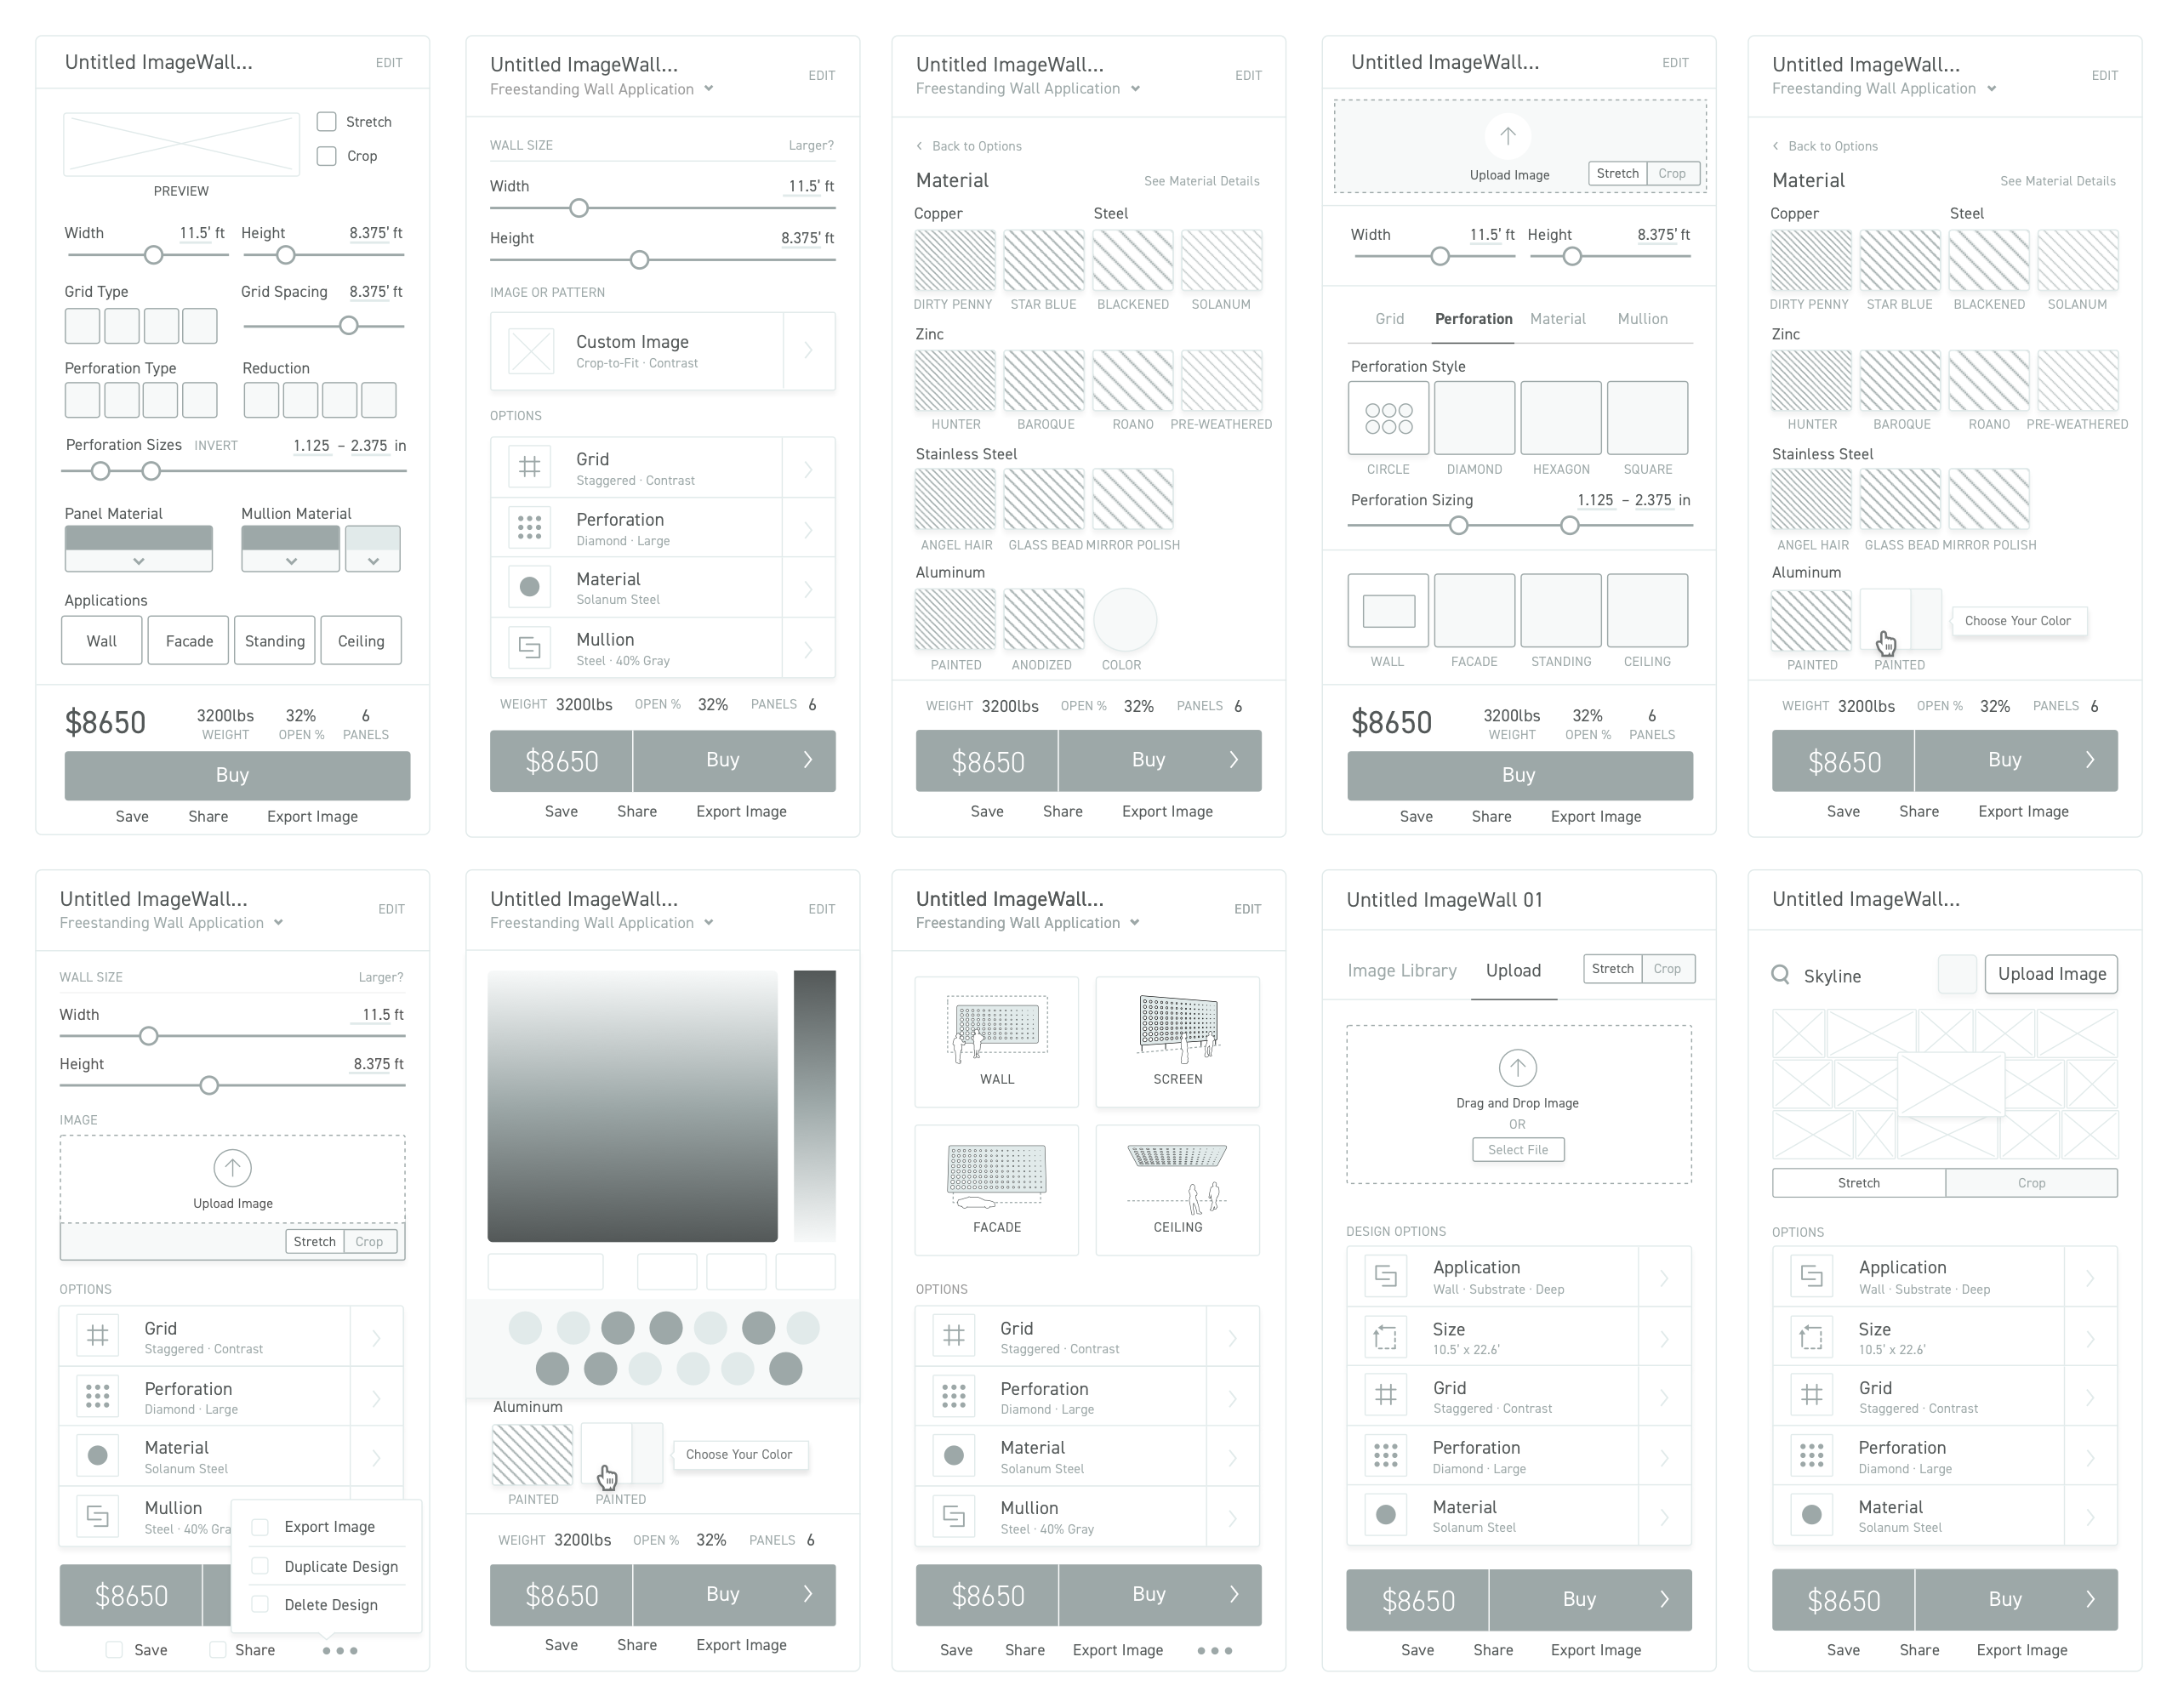 Untitled ImageWall...
EDIT
Stretch
Crop
PREVIEW
Width 11.5' ft Height 8.375' ft
Grid Type Grid Spacing 8.375' ft
Perforation Type Reduction
Perforation Sizes INVERT 1.125 – 2.375 in
Panel Material Mullion Material
Applications
Wall Facade Standing Ceiling
$8650 3200lbs 32% 6
WEIGHT OPEN % PANELS
Buy
Save Share Export Image
Untitled ImageWall...
Freestanding Wall Application
EDIT
WALL SIZE Larger?
Width 11.5' ft
Height 8.375' ft
IMAGE OR PATTERN
Custom Image
Crop-to-Fit · Contrast
OPTIONS
Grid
Staggered · Contrast
Perforation
Diamond · Large
Material
Solanum Steel
Mullion
Steel · 40% Gray
WEIGHT 3200lbs OPEN % 32% PANELS 6
$8650 Buy
Save Share Export Image
Untitled ImageWall...
Freestanding Wall Application
EDIT
Back to Options
Material See Material Details
Copper Steel
DIRTY PENNY STAR BLUE BLACKENED SOLANUM
Zinc
HUNTER BAROQUE ROANO PRE-WEATHERED
Stainless Steel
ANGEL HAIR GLASS BEAD MIRROR POLISH
Aluminum
PAINTED ANODIZED COLOR
WEIGHT 3200lbs OPEN % 32% PANELS 6
$8650 Buy
Save Share Export Image
Untitled ImageWall...
EDIT
Upload Image Stretch Crop
Width 11.5' ft Height 8.375' ft
Grid Perforation Material Mullion
Perforation Style
CIRCLE DIAMOND HEXAGON SQUARE
Perforation Sizing 1.125 – 2.375 in
WALL FACADE STANDING CEILING
$8650 3200lbs 32% 6
WEIGHT OPEN % PANELS
Buy
Save Share Export Image
Untitled ImageWall...
Freestanding Wall Application
EDIT
Back to Options
Material See Material Details
Copper Steel
DIRTY PENNY STAR BLUE BLACKENED SOLANUM
Zinc
HUNTER BAROQUE ROANO PRE-WEATHERED
Stainless Steel
ANGEL HAIR GLASS BEAD MIRROR POLISH
Aluminum
Choose Your Color
PAINTED PAINTED
WEIGHT 3200lbs OPEN % 32% PANELS 6
$8650 Buy
Save Share Export Image
Untitled ImageWall...
Freestanding Wall Application
EDIT
WALL SIZE Larger?
Width 11.5 ft
Height 8.375 ft
IMAGE
Upload Image
Stretch Crop
OPTIONS
Grid
Staggered · Contrast
Perforation
Diamond · Large
Material
Solanum Steel
Mullion
Steel · 40% Gra
Export Image
Duplicate Design
Delete Design
$8650
Save Share
Untitled ImageWall...
Freestanding Wall Application
EDIT
Aluminum
Choose Your Color
PAINTED PAINTED
WEIGHT 3200lbs OPEN % 32% PANELS 6
$8650 Buy
Save Share Export Image
Untitled ImageWall...
Freestanding Wall Application
EDIT
WALL SCREEN
FACADE CEILING
OPTIONS
Grid
Staggered · Contrast
Perforation
Diamond · Large
Material
Solanum Steel
Mullion
Steel · 40% Gray
$8650 Buy
Save Share Export Image
Untitled ImageWall 01
Image Library Upload Stretch Crop
Drag and Drop Image
OR
Select File
DESIGN OPTIONS
Application
Wall · Substrate · Deep
Size
10.5' x 22.6'
Grid
Staggered · Contrast
Perforation
Diamond · Large
Material
Solanum Steel
$8650 Buy
Save Share Export Image
Untitled ImageWall...
Skyline Upload Image
Stretch Crop
OPTIONS
Application
Wall · Substrate · Deep
Size
10.5' x 22.6'
Grid
Staggered · Contrast
Perforation
Diamond · Large
Material
Solanum Steel
$8650 Buy
Save Share Export Image